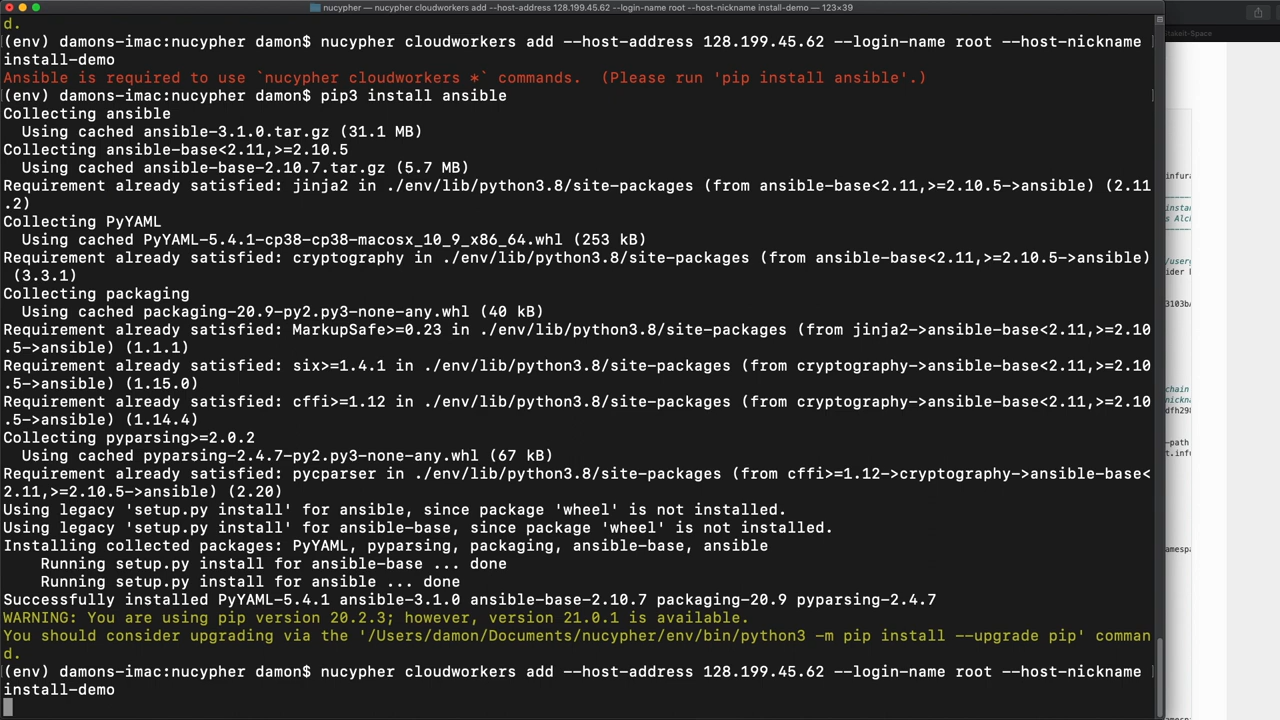 nucypher — nucypher cloudworkers add --host-address 128.199.45.62 --login-name root --host-nickname install-demo — 123×39
d.
(env) damons-imac:nucypher damon$ nucypher cloudworkers add --host-address 128.199.45.62 --login-name root --host-nickname
install-demo
Ansible is required to use `nucypher cloudworkers *` commands.  (Please run 'pip install ansible'.)
(env) damons-imac:nucypher damon$ pip3 install ansible
Collecting ansible
  Using cached ansible-3.1.0.tar.gz (31.1 MB)
Collecting ansible-base<2.11,>=2.10.5
  Using cached ansible-base-2.10.7.tar.gz (5.7 MB)
Requirement already satisfied: jinja2 in ./env/lib/python3.8/site-packages (from ansible-base<2.11,>=2.10.5->ansible) (2.11
.2)
Collecting PyYAML
  Using cached PyYAML-5.4.1-cp38-cp38-macosx_10_9_x86_64.whl (253 kB)
Requirement already satisfied: cryptography in ./env/lib/python3.8/site-packages (from ansible-base<2.11,>=2.10.5->ansible)
 (3.3.1)
Collecting packaging
  Using cached packaging-20.9-py2.py3-none-any.whl (40 kB)
Requirement already satisfied: MarkupSafe>=0.23 in ./env/lib/python3.8/site-packages (from jinja2->ansible-base<2.11,>=2.10
.5->ansible) (1.1.1)
Requirement already satisfied: six>=1.4.1 in ./env/lib/python3.8/site-packages (from cryptography->ansible-base<2.11,>=2.10
.5->ansible) (1.15.0)
Requirement already satisfied: cffi>=1.12 in ./env/lib/python3.8/site-packages (from cryptography->ansible-base<2.11,>=2.10
.5->ansible) (1.14.4)
Collecting pyparsing>=2.0.2
  Using cached pyparsing-2.4.7-py2.py3-none-any.whl (67 kB)
Requirement already satisfied: pycparser in ./env/lib/python3.8/site-packages (from cffi>=1.12->cryptography->ansible-base<
2.11,>=2.10.5->ansible) (2.20)
Using legacy 'setup.py install' for ansible, since package 'wheel' is not installed.
Using legacy 'setup.py install' for ansible-base, since package 'wheel' is not installed.
Installing collected packages: PyYAML, pyparsing, packaging, ansible-base, ansible
    Running setup.py install for ansible-base ... done
    Running setup.py install for ansible ... done
Successfully installed PyYAML-5.4.1 ansible-3.1.0 ansible-base-2.10.7 packaging-20.9 pyparsing-2.4.7
WARNING: You are using pip version 20.2.3; however, version 21.0.1 is available.
You should consider upgrading via the '/Users/damon/Documents/nucypher/env/bin/python3 -m pip install --upgrade pip' comman
d.
(env) damons-imac:nucypher damon$ nucypher cloudworkers add --host-address 128.199.45.62 --login-name root --host-nickname
install-demo